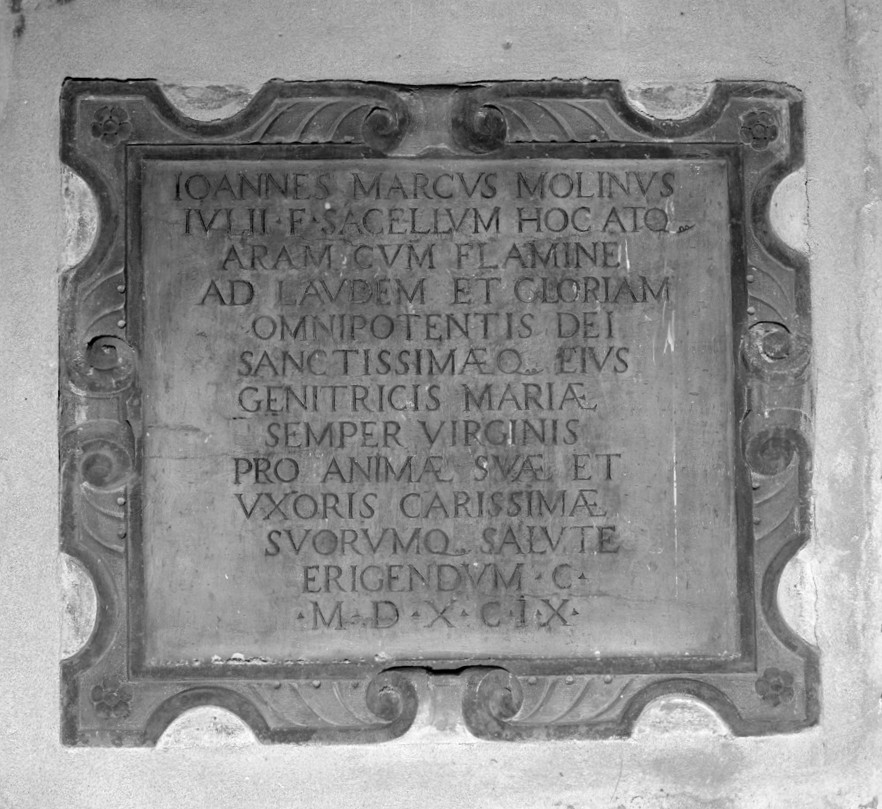 IOANNES MARCVS MOLINVS
IVLII · F · SACELLVM HOC ATQ.
ARAM CVM FLAMINE
AD LAVDEM ET GLORIAM
OMNIPOTENTIS DEI
SANCTISSIMÆ Q. EIVS
GENITRICIS MARIÆ
SEMPER VIRGINIS
PRO ANIMÆ SVÆ ET
VXORIS CARISSIMÆ
SVORVMQ. SALVTE
ERIGENDVM · C ·
· M · D · X · C · I · X ·